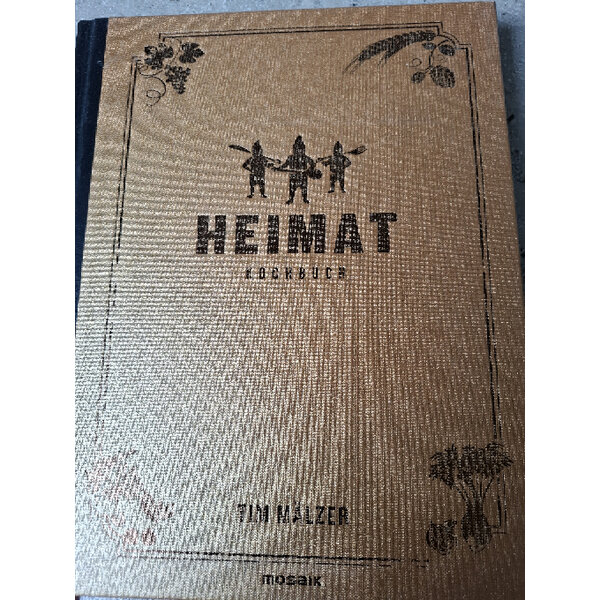 HEIMAT
KOCHBUCH
TIM MÄLZER
mosaik